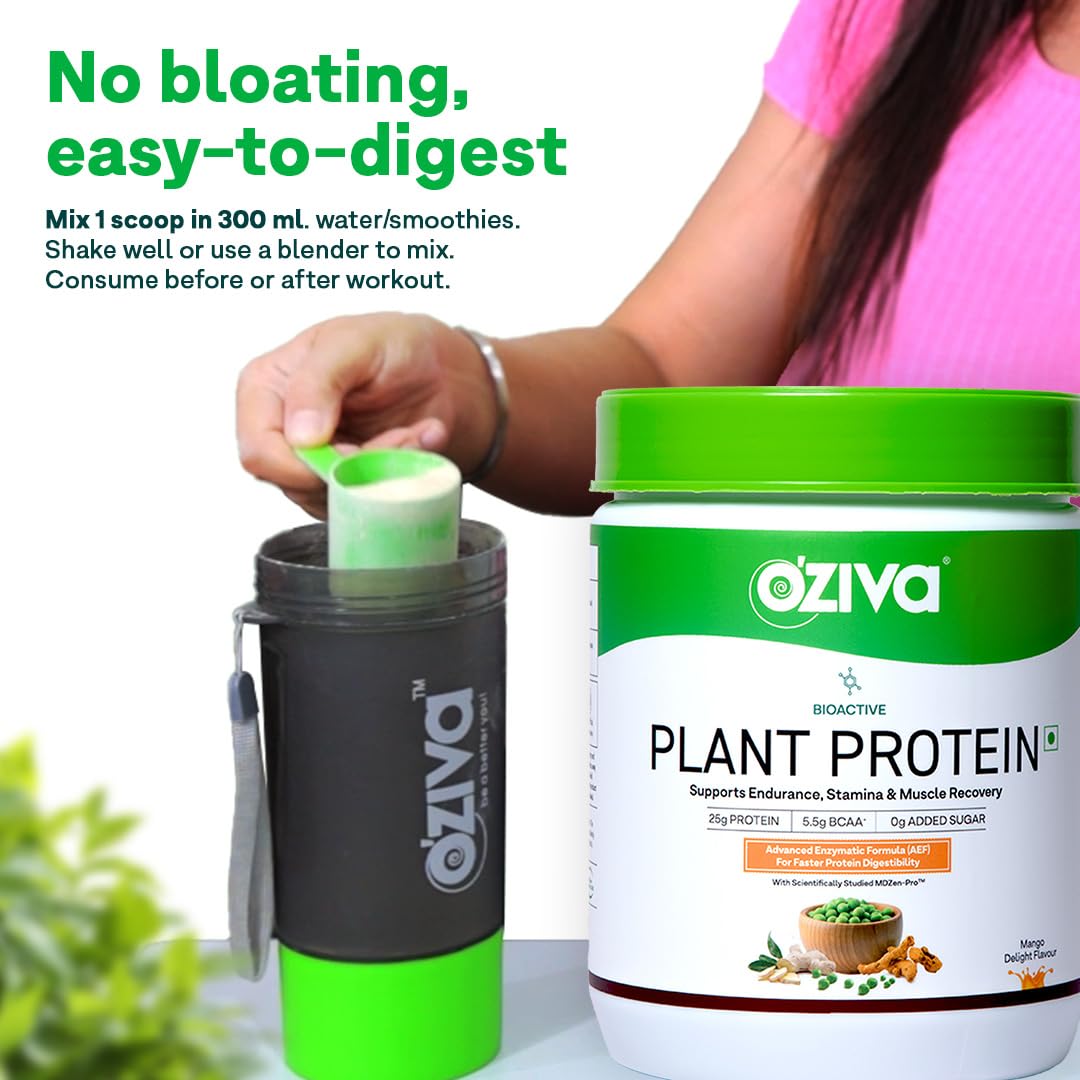 No bloating,
easy-to-digest
Mix 1 scoop in 300 ml. water/smoothies.
Shake well or use a blender to mix.
Consume before or after workout.
O'ZIVA®
BIOACTIVE
PLANT PROTEIN
Supports Endurance, Stamina & Muscle Recovery
25g PROTEIN 5.5g BCAA* 0g ADDED SUGAR
Advanced Enzymatic Formula (AEF)
For Faster Protein Digestibility
With Scientifically Studied MDZen-Pro™
Mango
Delight Flavour
O'ZIVA™
be a better you!